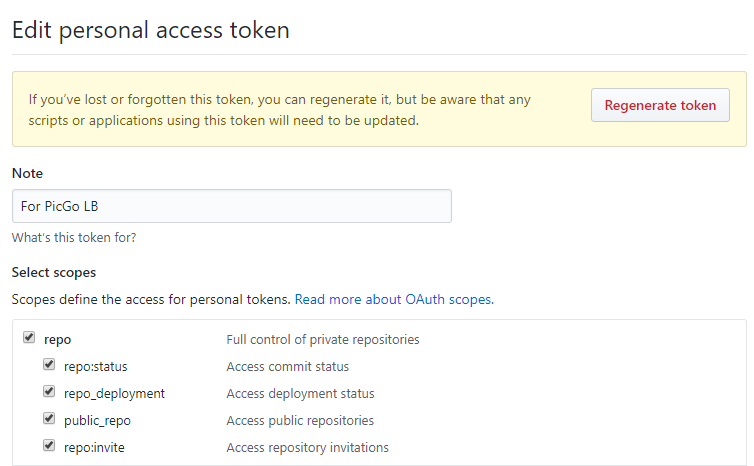 Edit personal access token
If you've lost or forgotten this token, you can regenerate it, but be aware that any
scripts or applications using this token will need to be updated.
Regenerate token
Note
For PicGo LB
What's this token for?
Select scopes
Scopes define the access for personal tokens. Read more about OAuth scopes.
repo Full control of private repositories
repo:status Access commit status
repo_deployment Access deployment status
public_repo Access public repositories
repo:invite Access repository invitations